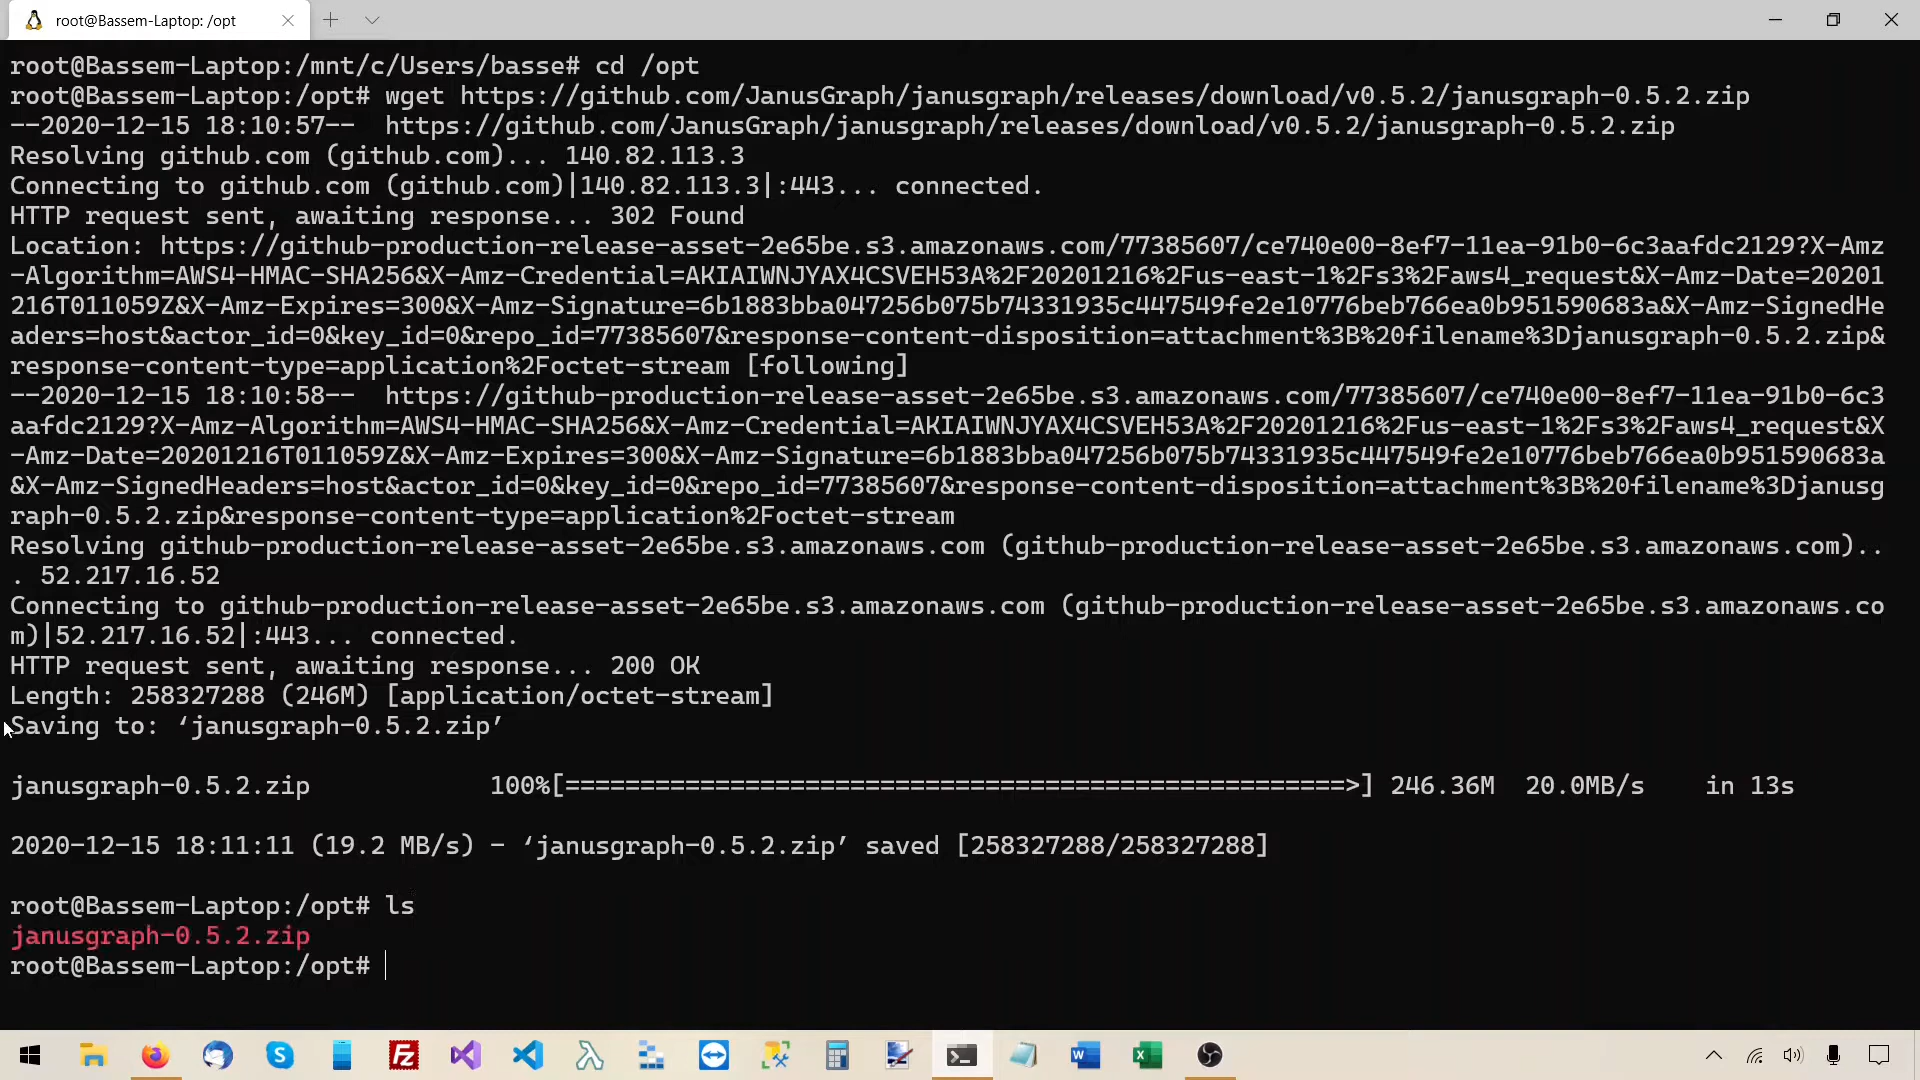 root@Bassem-Laptop: /opt
root@Bassem-Laptop:/mnt/c/Users/basse# cd /opt
root@Bassem-Laptop:/opt# wget https://github.com/JanusGraph/janusgraph/releases/download/v0.5.2/janusgraph-0.5.2.zip
--2020-12-15 18:10:57--  https://github.com/JanusGraph/janusgraph/releases/download/v0.5.2/janusgraph-0.5.2.zip
Resolving github.com (github.com)... 140.82.113.3
Connecting to github.com (github.com)|140.82.113.3|:443... connected.
HTTP request sent, awaiting response... 302 Found
Location: https://github-production-release-asset-2e65be.s3.amazonaws.com/77385607/ce740e00-8ef7-11ea-91b0-6c3aafdc2129?X-Amz
-Algorithm=AWS4-HMAC-SHA256&X-Amz-Credential=AKIAIWNJYAX4CSVEH53A%2F20201216%2Fus-east-1%2Fs3%2Faws4_request&X-Amz-Date=20201
216T011059Z&X-Amz-Expires=300&X-Amz-Signature=6b1883bba047256b075b74331935c447549fe2e10776beb766ea0b951590683a&X-Amz-SignedHe
aders=host&actor_id=0&key_id=0&repo_id=77385607&response-content-disposition=attachment%3B%20filename%3Djanusgraph-0.5.2.zip&
response-content-type=application%2Foctet-stream [following]
--2020-12-15 18:10:58--  https://github-production-release-asset-2e65be.s3.amazonaws.com/77385607/ce740e00-8ef7-11ea-91b0-6c3
aafdc2129?X-Amz-Algorithm=AWS4-HMAC-SHA256&X-Amz-Credential=AKIAIWNJYAX4CSVEH53A%2F20201216%2Fus-east-1%2Fs3%2Faws4_request&X
-Amz-Date=20201216T011059Z&X-Amz-Expires=300&X-Amz-Signature=6b1883bba047256b075b74331935c447549fe2e10776beb766ea0b951590683a
&X-Amz-SignedHeaders=host&actor_id=0&key_id=0&repo_id=77385607&response-content-disposition=attachment%3B%20filename%3Djanusg
raph-0.5.2.zip&response-content-type=application%2Foctet-stream
Resolving github-production-release-asset-2e65be.s3.amazonaws.com (github-production-release-asset-2e65be.s3.amazonaws.com)..
. 52.217.16.52
Connecting to github-production-release-asset-2e65be.s3.amazonaws.com (github-production-release-asset-2e65be.s3.amazonaws.co
m)|52.217.16.52|:443... connected.
HTTP request sent, awaiting response... 200 OK
Length: 258327288 (246M) [application/octet-stream]
Saving to: ‘janusgraph-0.5.2.zip’
janusgraph-0.5.2.zip            100%[====================================================>] 246.36M  20.0MB/s    in 13s
2020-12-15 18:11:11 (19.2 MB/s) - ‘janusgraph-0.5.2.zip’ saved [258327288/258327288]
root@Bassem-Laptop:/opt# ls
janusgraph-0.5.2.zip
root@Bassem-Laptop:/opt#